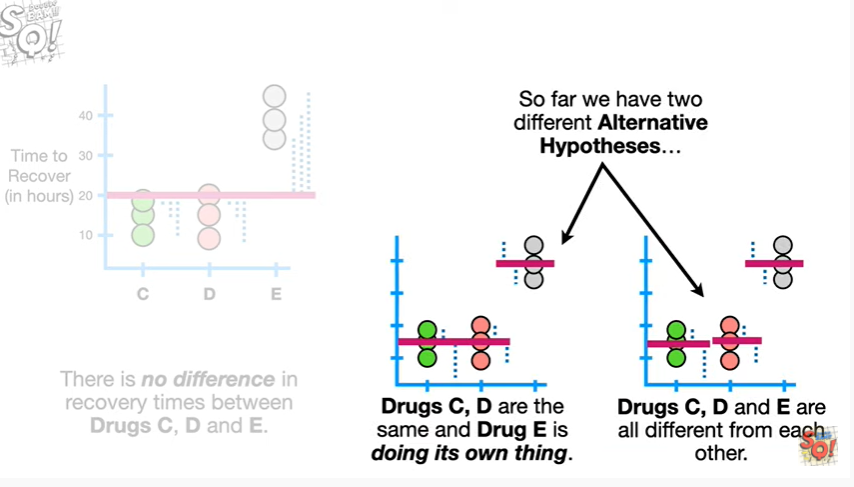 SQ!
40
Time to
30
Recover
(in hours)
20
10
C
D
E
There is no difference in
recovery times between
Drugs C, D and E.
So far we have two
different Alternative
Hypotheses...
Drugs C, D are the
same and Drug E is
doing its own thing.
Drugs C, D and E are
all different from each
other.
SQ!